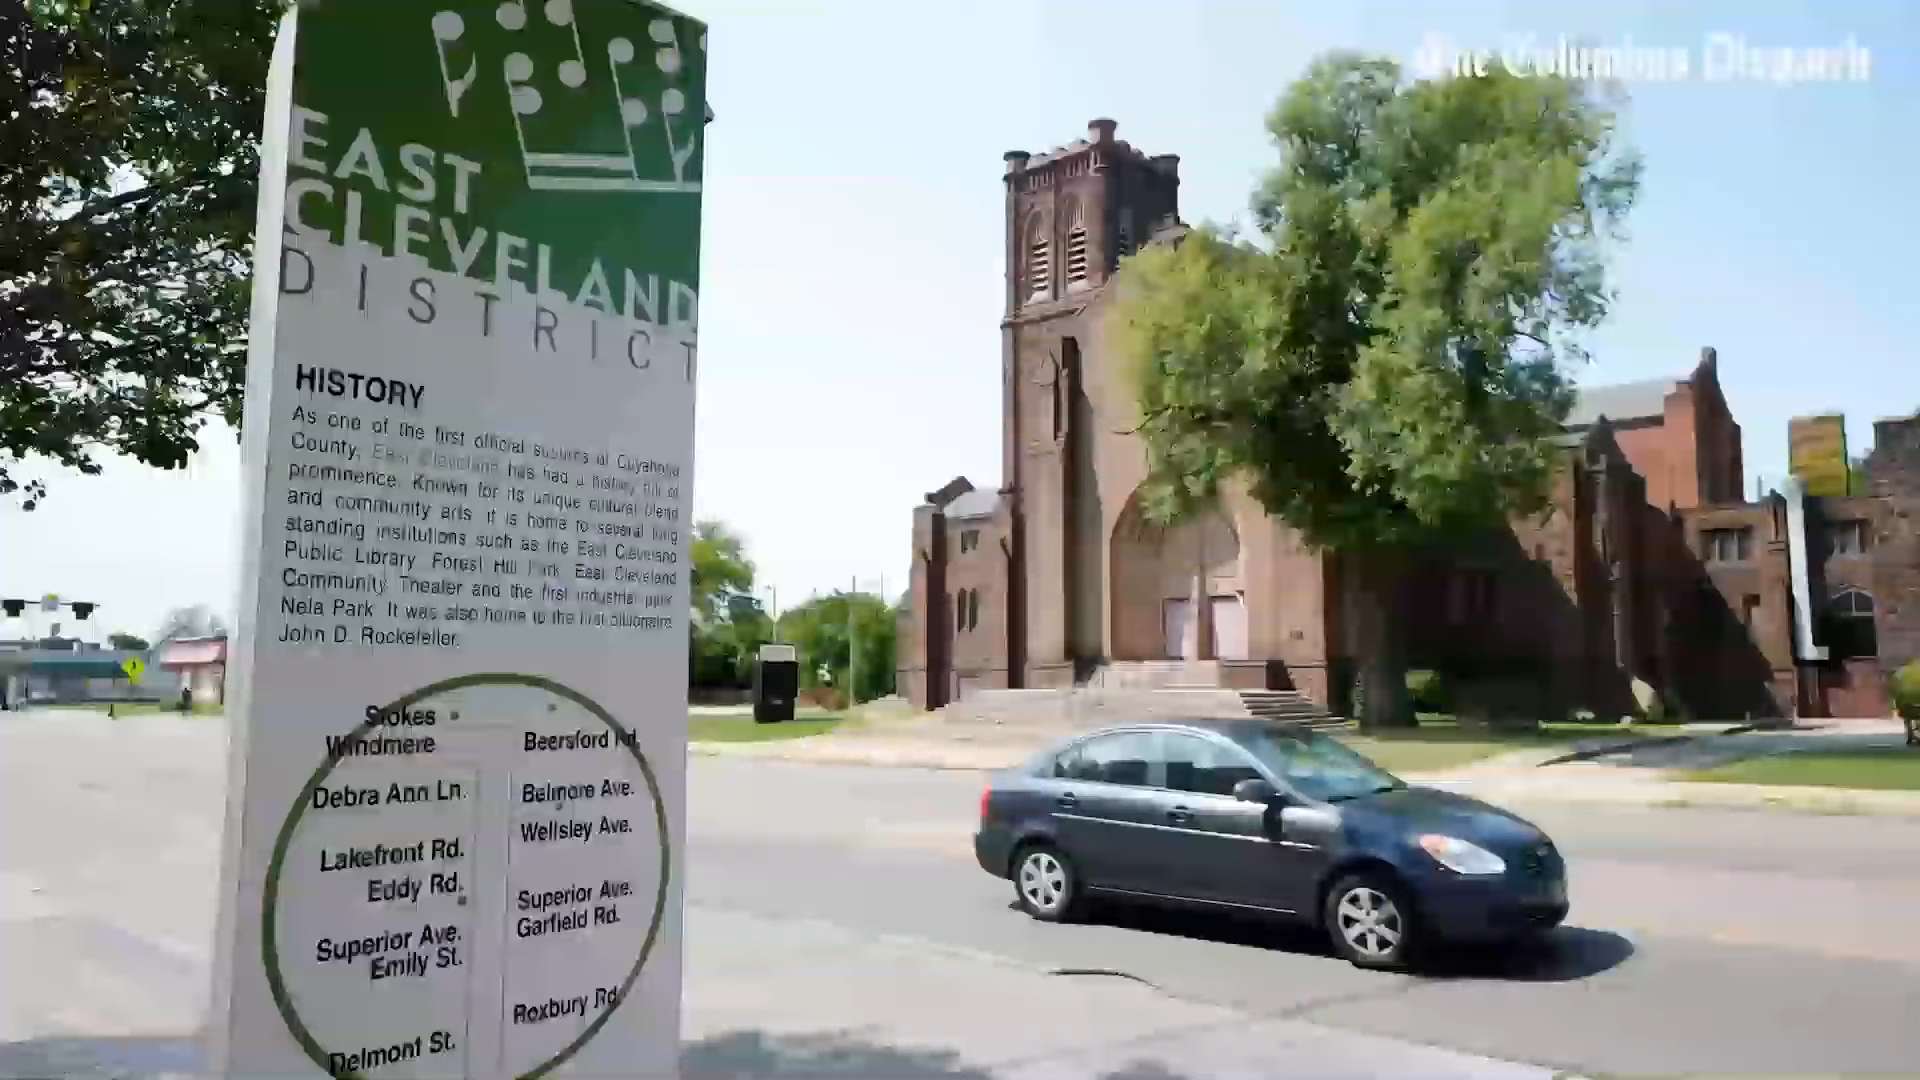 The Columbus Dispatch
EAST
CLEVELAND
DISTRICT
HISTORY
As one of the first official suburbs of Cuyahoga
County, East Cleveland has had a history full of
prominence. Known for its unique cultural blend
and community arts it is home to several long
standing institutions such as the East Cleveland
Public Library Forest Hill Park East Cleveland
Community Theater and the first industrial park
Nela Park. It was also home to the first billionaire
John D. Rockefeller.
Stokes
Windmere
Beersford Rd.
Debra Ann Ln.
Belmore Ave.
Wellsley Ave.
Lakefront Rd.
Eddy Rd.
Superior Ave.
Garfield Rd.
Superior Ave.
Emily St.
Roxbury Rd.
Delmont St.